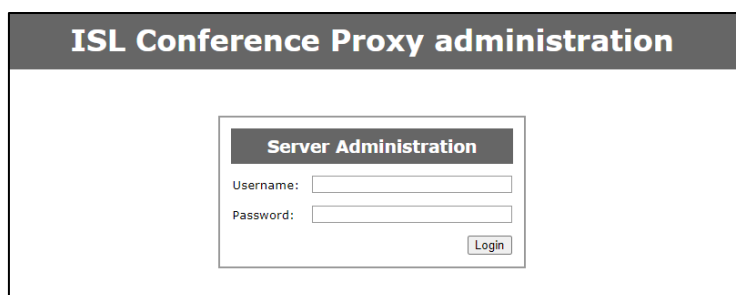 ISL Conference Proxy administration
Server Administration
Username:
Password:
Login